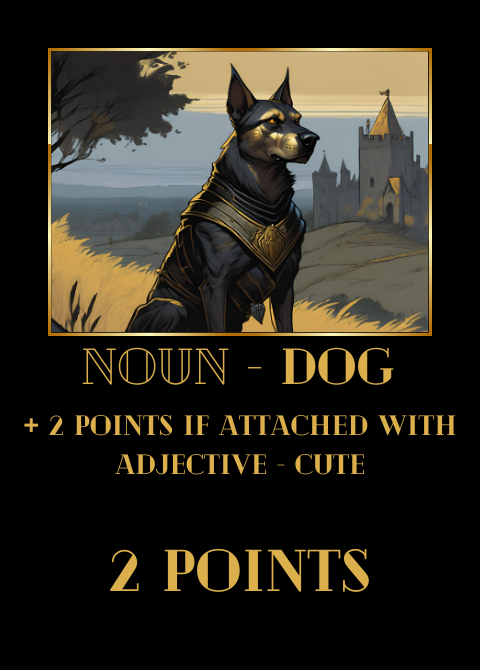 NOUN - DOG
+ 2 POINTS IF ATTACHED WITH
ADJECTIVE - CUTE
2 POINTS